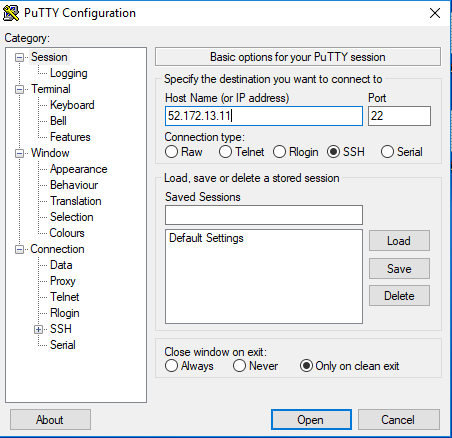 PuTTY Configuration
Category:
Session
Logging
Terminal
Keyboard
Bell
Features
Window
Appearance
Behaviour
Translation
Selection
Colours
Connection
Data
Proxy
Telnet
Rlogin
SSH
Serial
Basic options for your PuTTY session
Specify the destination you want to connect to
Host Name (or IP address) Port
52.172.13.11 22
Connection type:
Raw Telnet Rlogin SSH Serial
Load, save or delete a stored session
Saved Sessions
Default Settings
Load
Save
Delete
Close window on exit:
Always Never Only on clean exit
About Open Cancel